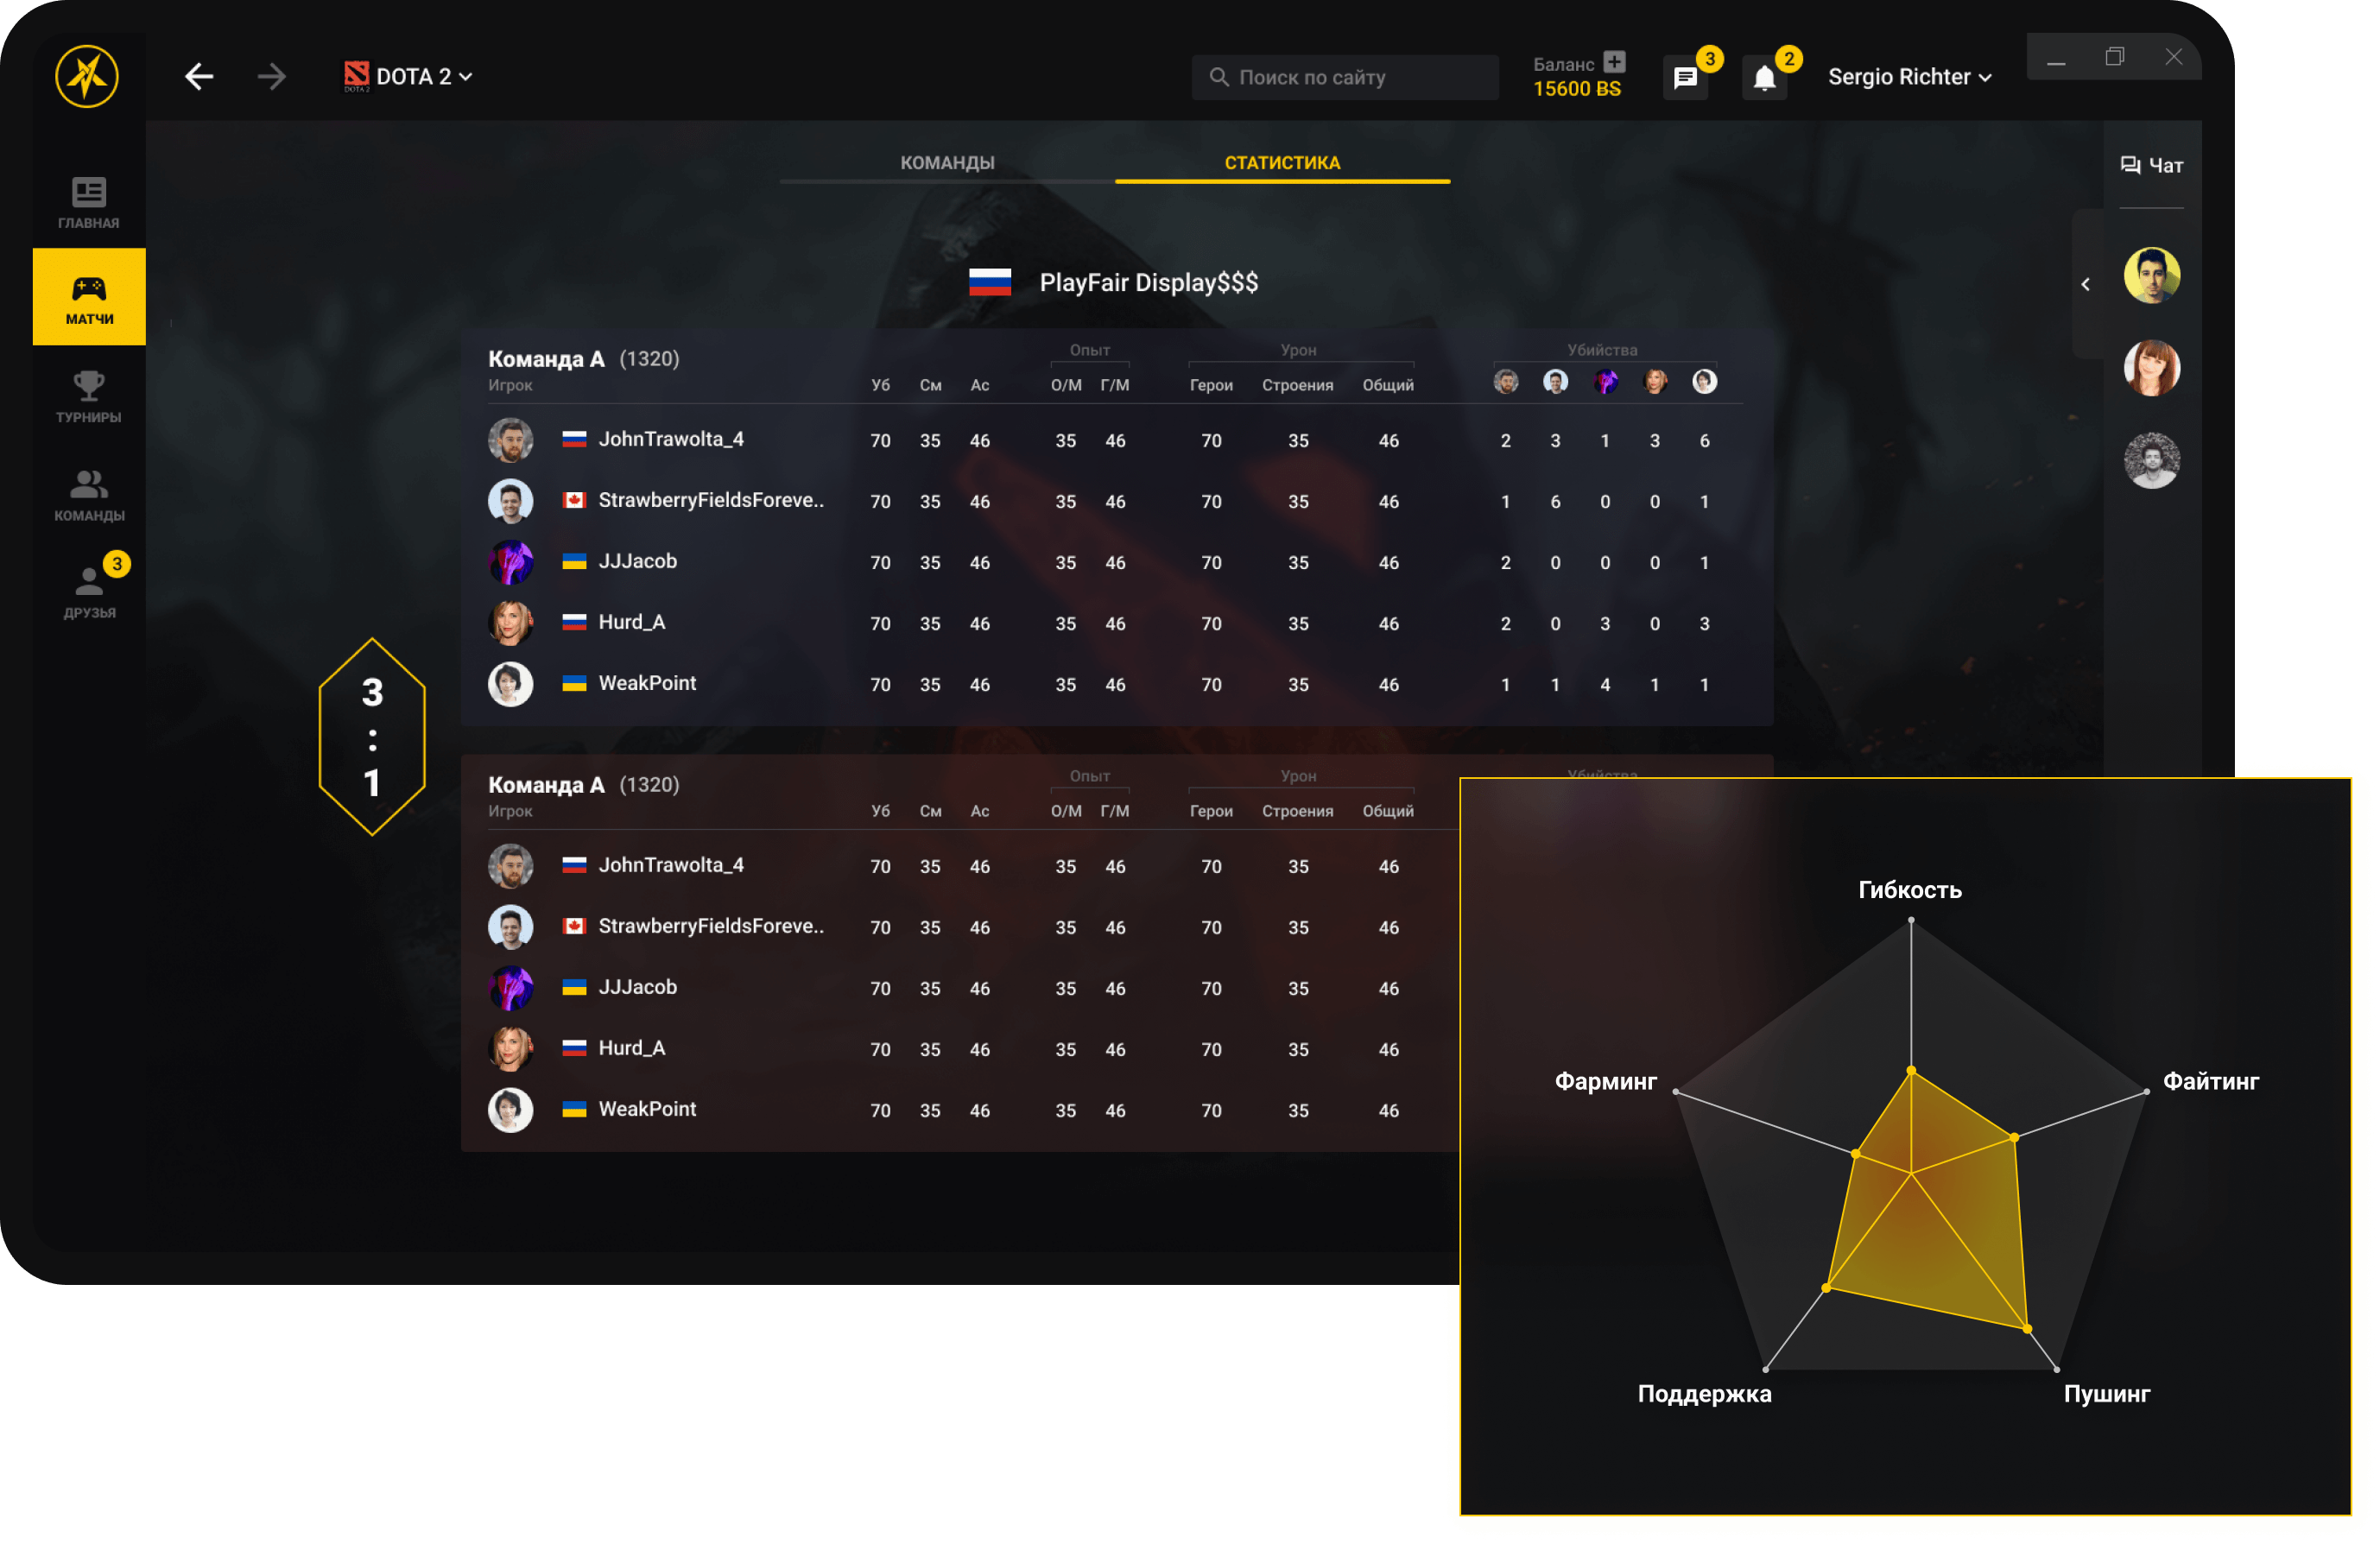 DOTA 2
DOTA 2
Поиск по сайту
Баланс
15600 BS
3
2
Sergio Richter
ГЛАВНАЯ
МАТЧИ
ТУРНИРЫ
КОМАНДЫ
3
ДРУЗЬЯ
КОМАНДЫ
СТАТИСТИКА
Чат
PlayFair Display$$$
3
:
1
Команда А (1320)
Опыт Урон Убийства
Игрок Уб См Ас О/М Г/М Герои Строения Общий
JohnTrawolta_4 70 35 46 35 46 70 35 46 2 3 1 3 6
StrawberryFieldsForeve.. 70 35 46 35 46 70 35 46 1 6 0 0 1
JJJacob 70 35 46 35 46 70 35 46 2 0 0 0 1
Hurd_A 70 35 46 35 46 70 35 46 2 0 3 0 3
WeakPoint 70 35 46 35 46 70 35 46 1 1 4 1 1
Команда А (1320)
Опыт Урон Убийства
Игрок Уб См Ас О/М Г/М Герои Строения Общий
JohnTrawolta_4 70 35 46 35 46 70 35 46
StrawberryFieldsForeve.. 70 35 46 35 46 70 35 46
JJJacob 70 35 46 35 46 70 35 46
Hurd_A 70 35 46 35 46 70 35 46
WeakPoint 70 35 46 35 46 70 35 46
Гибкость
Фарминг
Файтинг
Поддержка
Пушинг